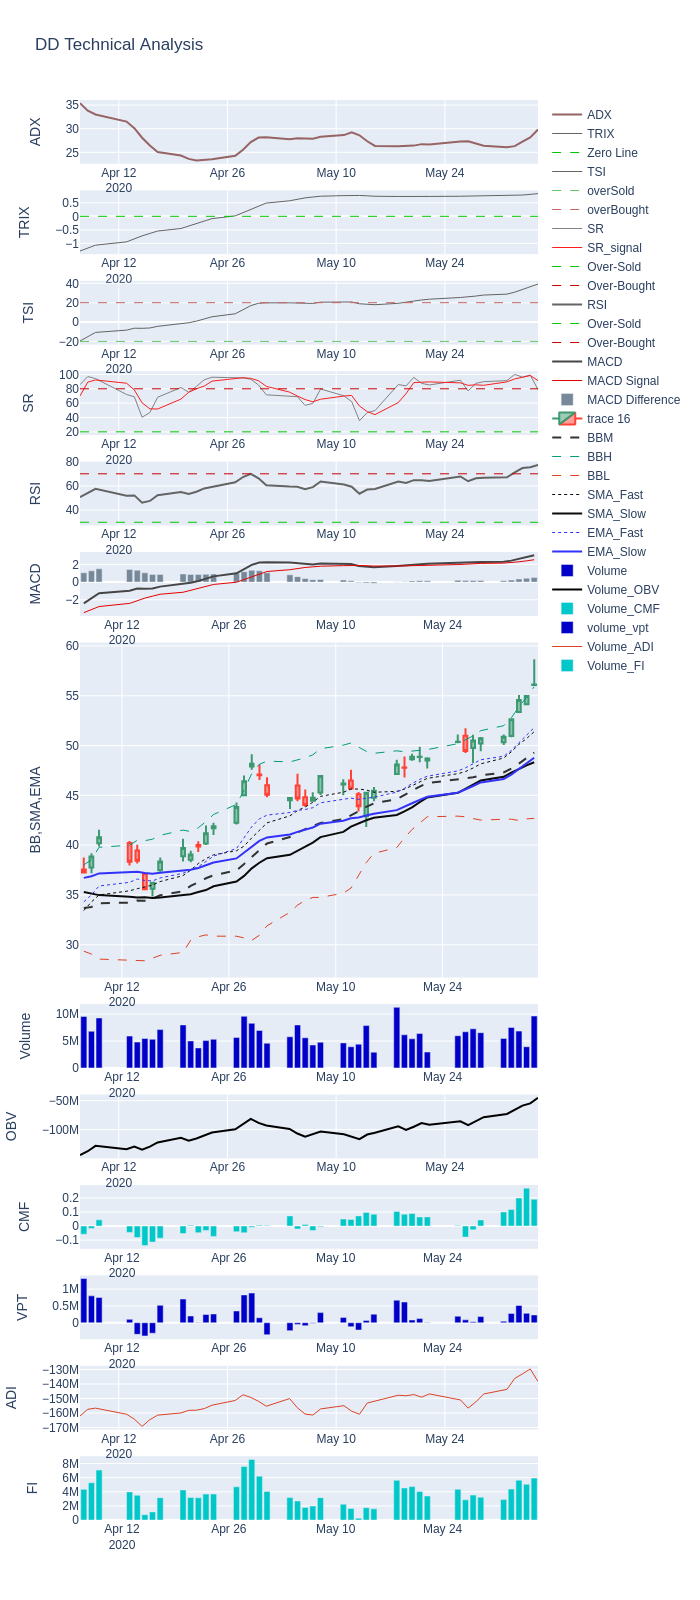 DD Technical Analysis
ADX
35
30
25
Apr 12
2020
Apr 26
May 10
May 24
TRIX
0.5
0
−0.5
−1
Apr 12
2020
Apr 26
May 10
May 24
TSI
40
20
0
−20
Apr 12
2020
Apr 26
May 10
May 24
SR
100
80
60
40
20
Apr 12
2020
Apr 26
May 10
May 24
RSI
80
60
40
Apr 12
2020
Apr 26
May 10
May 24
MACD
2
0
−2
Apr 12
2020
Apr 26
May 10
May 24
BB,SMA,EMA
60
55
50
45
40
35
30
Apr 12
2020
Apr 26
May 10
May 24
Volume
10M
5M
0
Apr 12
2020
Apr 26
May 10
May 24
OBV
−50M
−100M
Apr 12
2020
Apr 26
May 10
May 24
CMF
0.2
0.1
0
−0.1
Apr 12
2020
Apr 26
May 10
May 24
VPT
1M
0.5M
0
Apr 12
2020
Apr 26
May 10
May 24
ADI
−130M
−140M
−150M
−160M
−170M
Apr 12
2020
Apr 26
May 10
May 24
FI
8M
6M
4M
2M
0
Apr 12
2020
Apr 26
May 10
May 24
ADX
TRIX
Zero Line
TSI
overSold
overBought
SR
SR_signal
Over-Sold
Over-Bought
RSI
Over-Sold
Over-Bought
MACD
MACD Signal
MACD Difference
trace 16
BBM
BBH
BBL
SMA_Fast
SMA_Slow
EMA_Fast
EMA_Slow
Volume
Volume_OBV
Volume_CMF
volume_vpt
Volume_ADI
Volume_FI